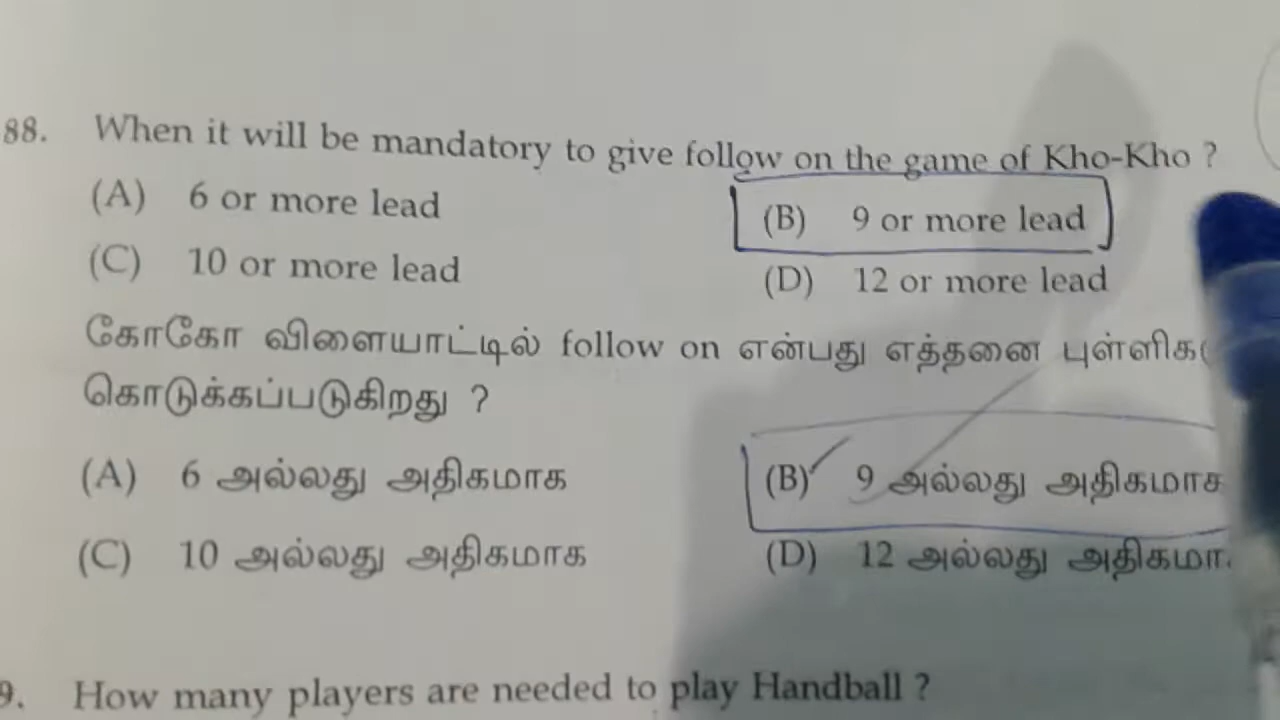 88. When it will be mandatory to give follow on the game of Kho-Kho ?
(A) 6 or more lead (B) 9 or more lead
(C) 10 or more lead (D) 12 or more lead
கோகோ விளையாட்டில் follow on என்பது எத்தனை
கொடுக்கப்படுகிறது ?
(A) 6 அல்லது அதிகமாக (B) 9 அல்லது அதிகமாக
(C) 10 அல்லது அதிகமாக (D) 12 அல்லது
9. How many players are needed to play Handball ?